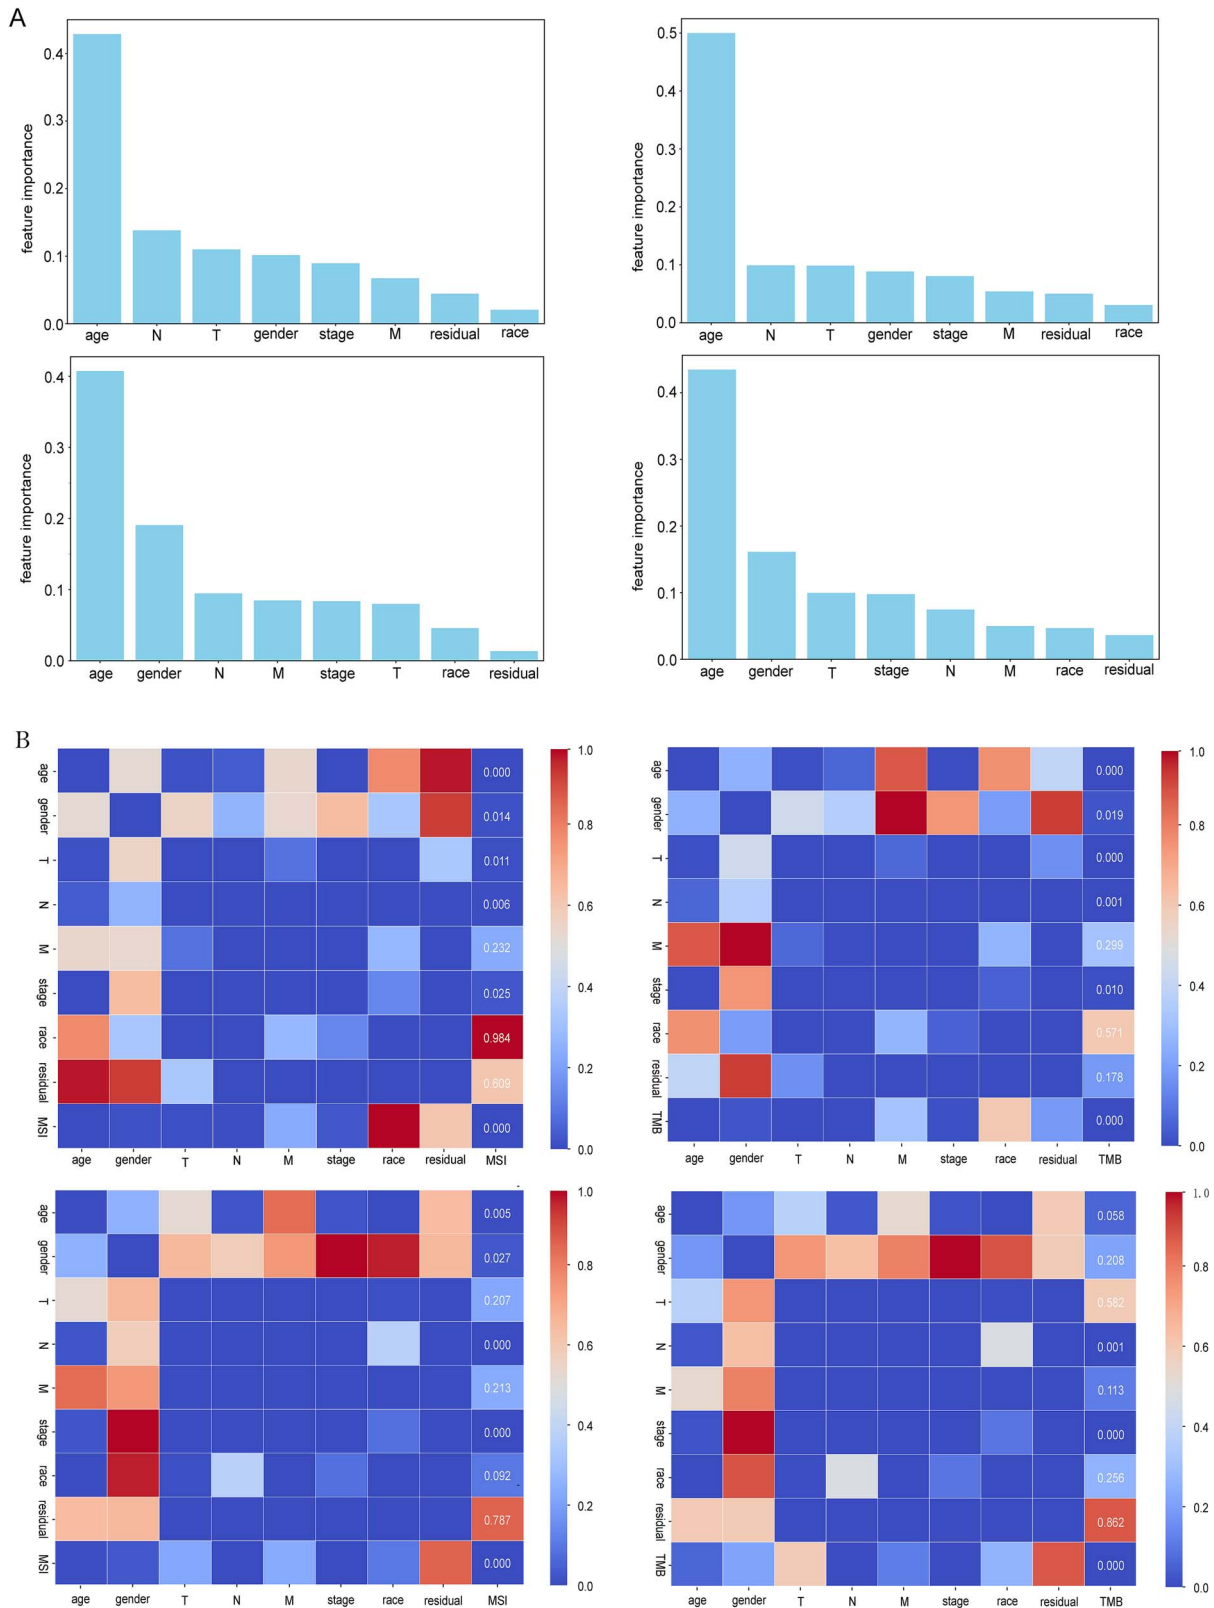 A
feature importance
0.4
0.3
0.2
0.1
0.0
age N T gender stage M residual race
feature importance
0.5
0.4
0.3
0.2
0.1
0.0
age N T gender stage M residual race
feature importance
0.4
0.3
0.2
0.1
0.0
age gender N M stage T race residual
feature importance
0.4
0.3
0.2
0.1
0.0
age gender T stage N M race residual
B
age 0.000
gender 0.014
T 0.011
N 0.006
M 0.232
stage 0.025
race 0.984
residual 0.609
MSI 0.000
age gender T N M stage race residual MSI
1.0
0.8
0.6
0.4
0.2
0.0
age 0.000
gender 0.019
T 0.000
N 0.001
M 0.299
stage 0.010
race 0.571
residual 0.178
TMB 0.000
age gender T N M stage race residual TMB
1.0
0.8
0.6
0.4
0.2
0.0
age 0.005
gender 0.027
T 0.207
N 0.000
M 0.213
stage 0.000
race 0.092
residual 0.787
MSI 0.000
age gender T N M stage race residual MSI
1.0
0.8
0.6
0.4
0.2
0.0
age 0.058
gender 0.208
T 0.582
N 0.001
M 0.113
stage 0.000
race 0.256
residual 0.862
TMB 0.000
age gender T N M stage race residual TMB
1.0
0.8
0.6
0.4
0.2
0.0